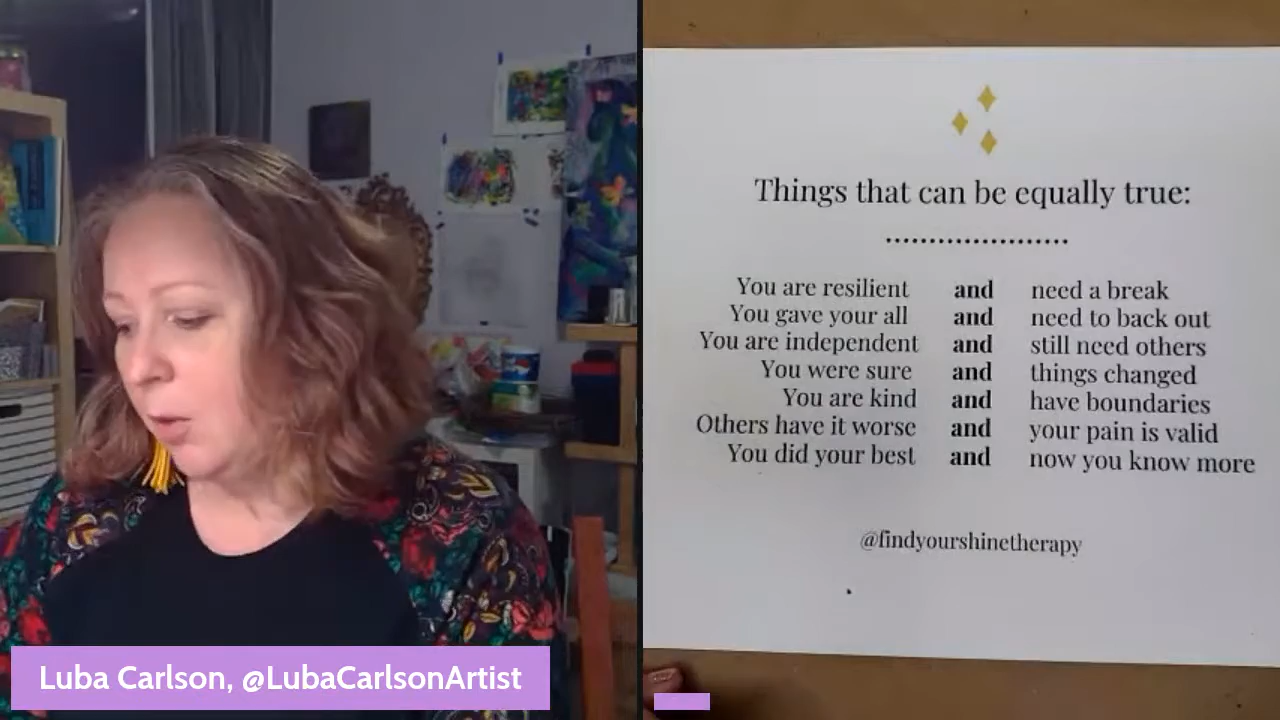 Things that can be equally true:
You are resilient and need a break
You gave your all and need to back out
You are independent and still need others
You were sure and things changed
You are kind and have boundaries
Others have it worse and your pain is valid
You did your best and now you know more
@findyourshinetherapy
Luba Carlson, @LubaCarlsonArtist